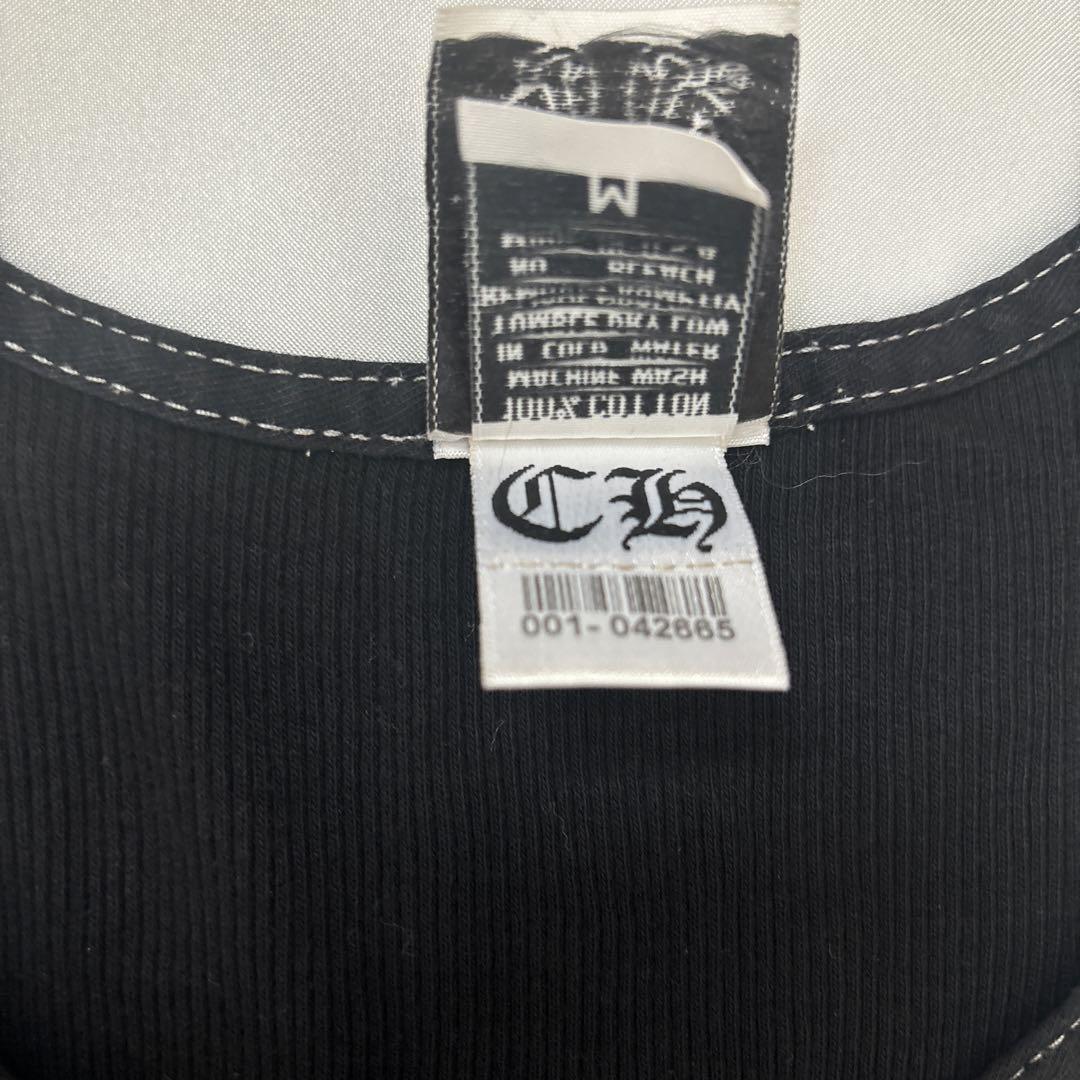 100% COTTON
MACHINE WASH
IN COLD WATER
TUMBLE DRY LOW
NO BLEACH
M
CH
001-042665